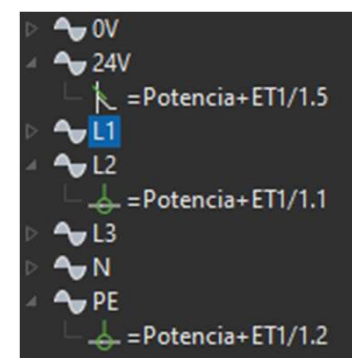 0V
24V
=Potencia+ET1/1.5
L1
L2
=Potencia+ET1/1.1
L3
N
PE
=Potencia+ET1/1.2